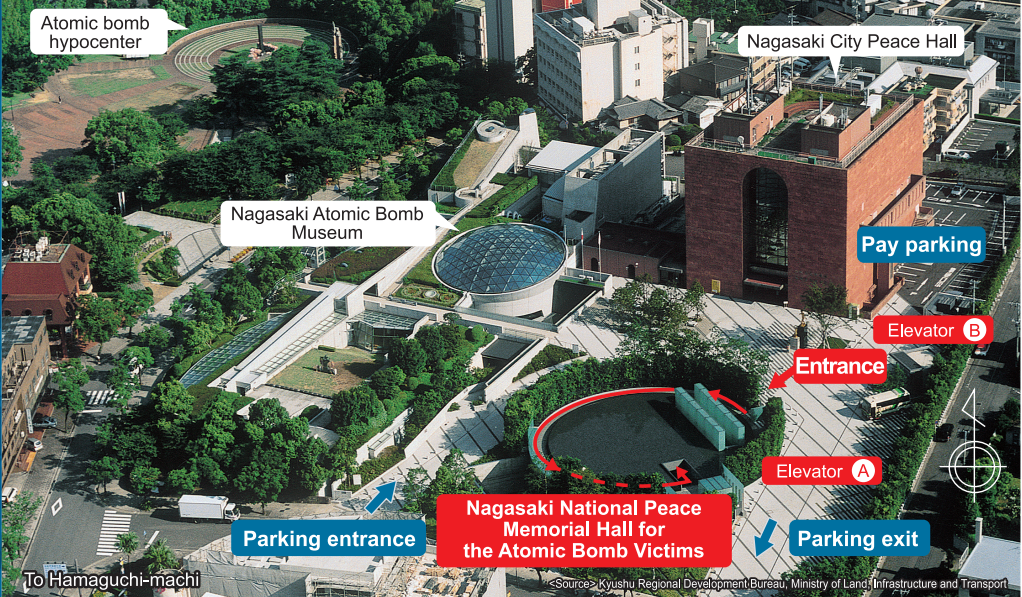 Atomic bomb
hypocenter
Nagasaki City Peace Hall
Nagasaki Atomic Bomb
Museum
Pay parking
Elevator B
Entrance
Elevator A
Nagasaki National Peace
Memorial Hall for
the Atomic Bomb Victims
Parking entrance
Parking exit
To Hamaguchi-machi
<Source> Kyushu Regional Development Bureau, Ministry of Land, Infrastructure and Transport